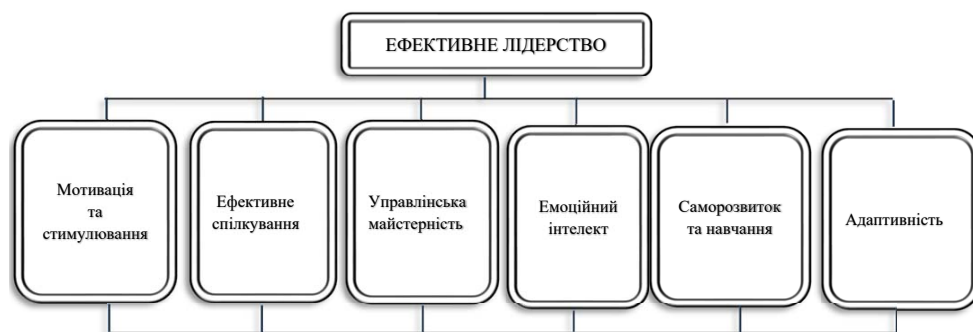 ЕФЕКТИВНЕ ЛІДЕРСТВО
Мотивація
та
стимулювання
Ефективне
спілкування
Управлінська
майстерність
Емоційний
інтелект
Саморозвиток
та навчання
Адаптивність